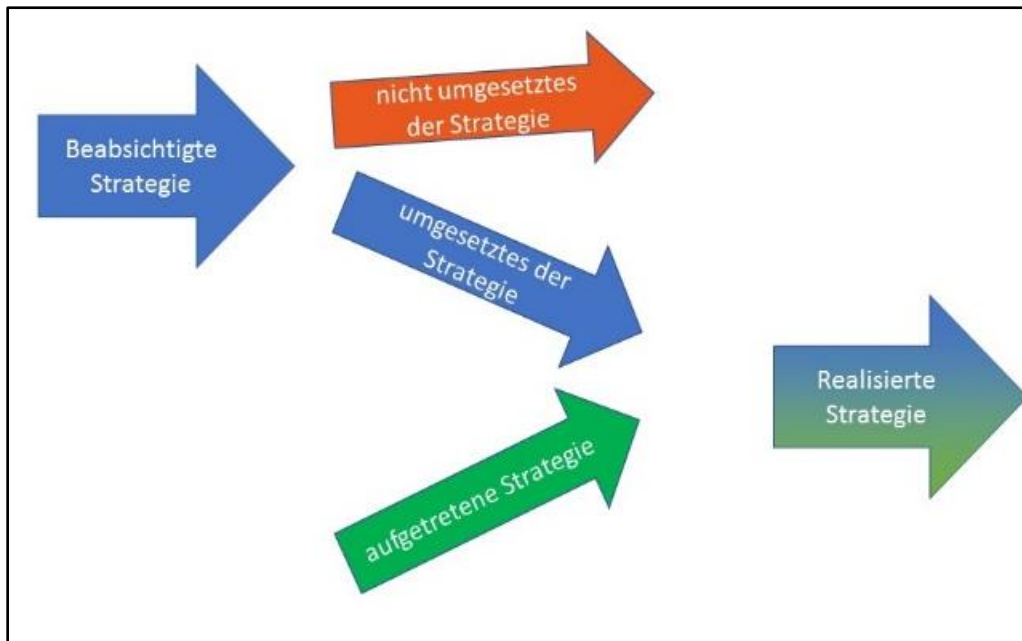 nicht umgesetztes
der Strategie
Beabsichtigte
Strategie
umgesetztes der
Strategie
Realisierte
Strategie
aufgetretene Strategie